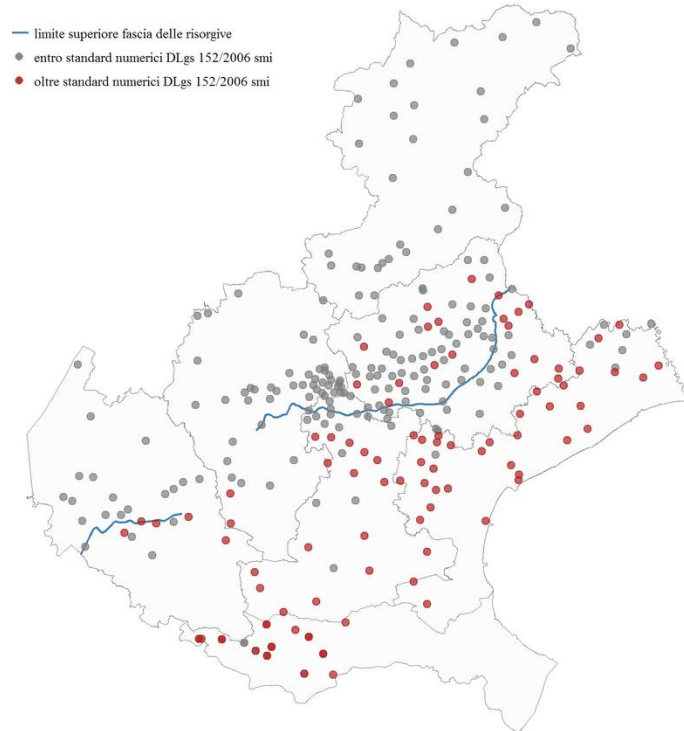 limite superiore fascia delle risorgive
entro standard numerici DLgs 152/2006 smi
oltre standard numerici DLgs 152/2006 smi